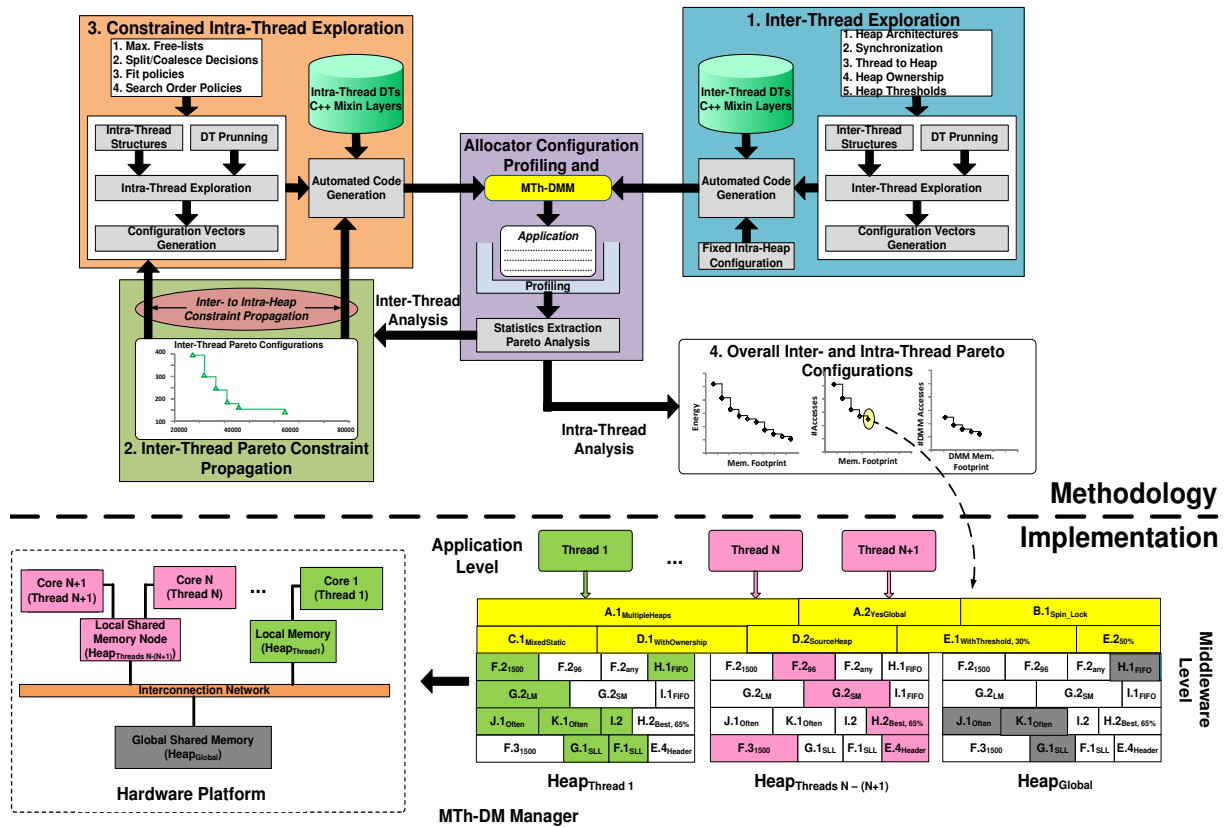 3. Constrained Intra-Thread Exploration
1. Max. Free-lists
2. Split/Coalesce Decisions
3. Fit policies
4. Search Order Policies
Intra-Thread DTs
C++ Mixin Layers
Intra-Thread
Structures
DT Prunning
Intra-Thread Exploration
Configuration Vectors
Generation
Automated Code
Generation
Allocator Configuration
Profiling and
MTh-DMM
Application
Profiling
Statistics Extraction
Pareto Analysis
1. Inter-Thread Exploration
1. Heap Architectures
2. Synchronization
3. Thread to Heap
4. Heap Ownership
5. Heap Thresholds
Inter-Thread DTs
C++ Mixin Layers
Inter-Thread
Structures
DT Prunning
Automated Code
Generation
Inter-Thread Exploration
Configuration Vectors
Generation
Fixed Intra-Heap
Configuration
Inter- to Intra-Heap
Constraint Propagation
Inter-Thread
Analysis
Inter-Thread Pareto Configurations
400
300
200
100
20000
40000
60000
80000
2. Inter-Thread Pareto Constraint
Propagation
Intra-Thread
Analysis
4. Overall Inter- and Intra-Thread Pareto
Configurations
Energy
Mem. Footprint
#Accesses
Mem. Footprint
#DMM Accesses
DMM Mem.
Footprint
Methodology
Implementation
Application
Level
Thread 1
...
Thread N
Thread N+1
Core N+1
(Thread N+1)
Core N
(Thread N)
...
Core 1
(Thread 1)
Local Shared
Memory Node
(HeapThreads N-(N+1))
Local Memory
(HeapThread1)
Interconnection Network
Global Shared Memory
(HeapGlobal)
Hardware Platform
A.1MultipleHeaps
A.2YesGlobal
B.1Spin_Lock
C.1MixedStatic
D.1WithOwnership
D.2SourceHeap
E.1WithThreshold, 30%
E.250%
F.21500 F.296 F.2any H.1FIFO
G.2LM G.2SM I.1FIFO
J.1Often K.1Often I.2 H.2Best, 65%
F.31500 G.1SLL F.1SLL E.4Header
HeapThread 1
F.21500 F.296 F.2any H.1FIFO
G.2LM G.2SM I.1FIFO
J.1Often K.1Often I.2 H.2Best, 65%
F.31500 G.1SLL F.1SLL E.4Header
HeapThreads N – (N+1)
F.21500 F.296 F.2any H.1FIFO
G.2LM G.2SM I.1FIFO
J.1Often K.1Often I.2 H.2Best, 65%
F.31500 G.1SLL F.1SLL E.4Header
HeapGlobal
Middleware
Level
MTh-DM Manager